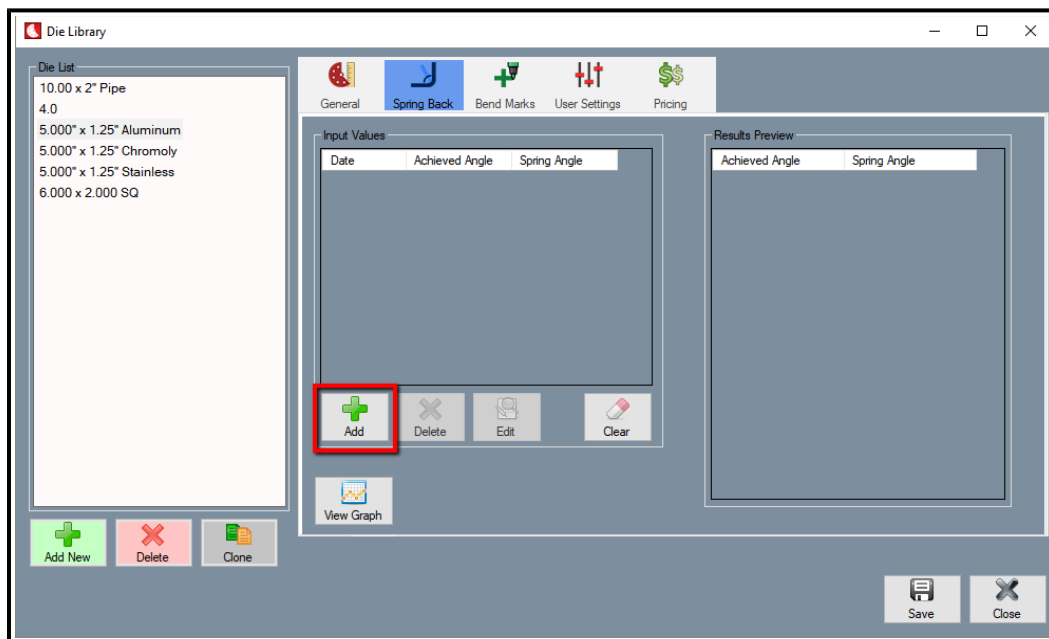 Die Library
Die List
10.00 x 2" Pipe
4.0
5.000" x 1.25" Aluminum
5.000" x 1.25" Chromoly
5.000" x 1.25" Stainless
6.000 x 2.000 SQ
Add New Delete Clone
General Spring Back Bend Marks User Settings Pricing
Input Values
Date Achieved Angle Spring Angle
Add Delete Edit Clear
View Graph
Results Preview
Achieved Angle Spring Angle
Save Close